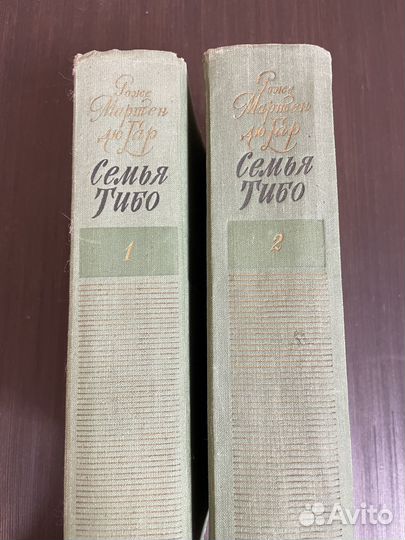 Роже
Мартен
дю Гар
Семья
Тибо
1
Роже
Мартен
дю Гар
Семья
Тибо
2
Avito